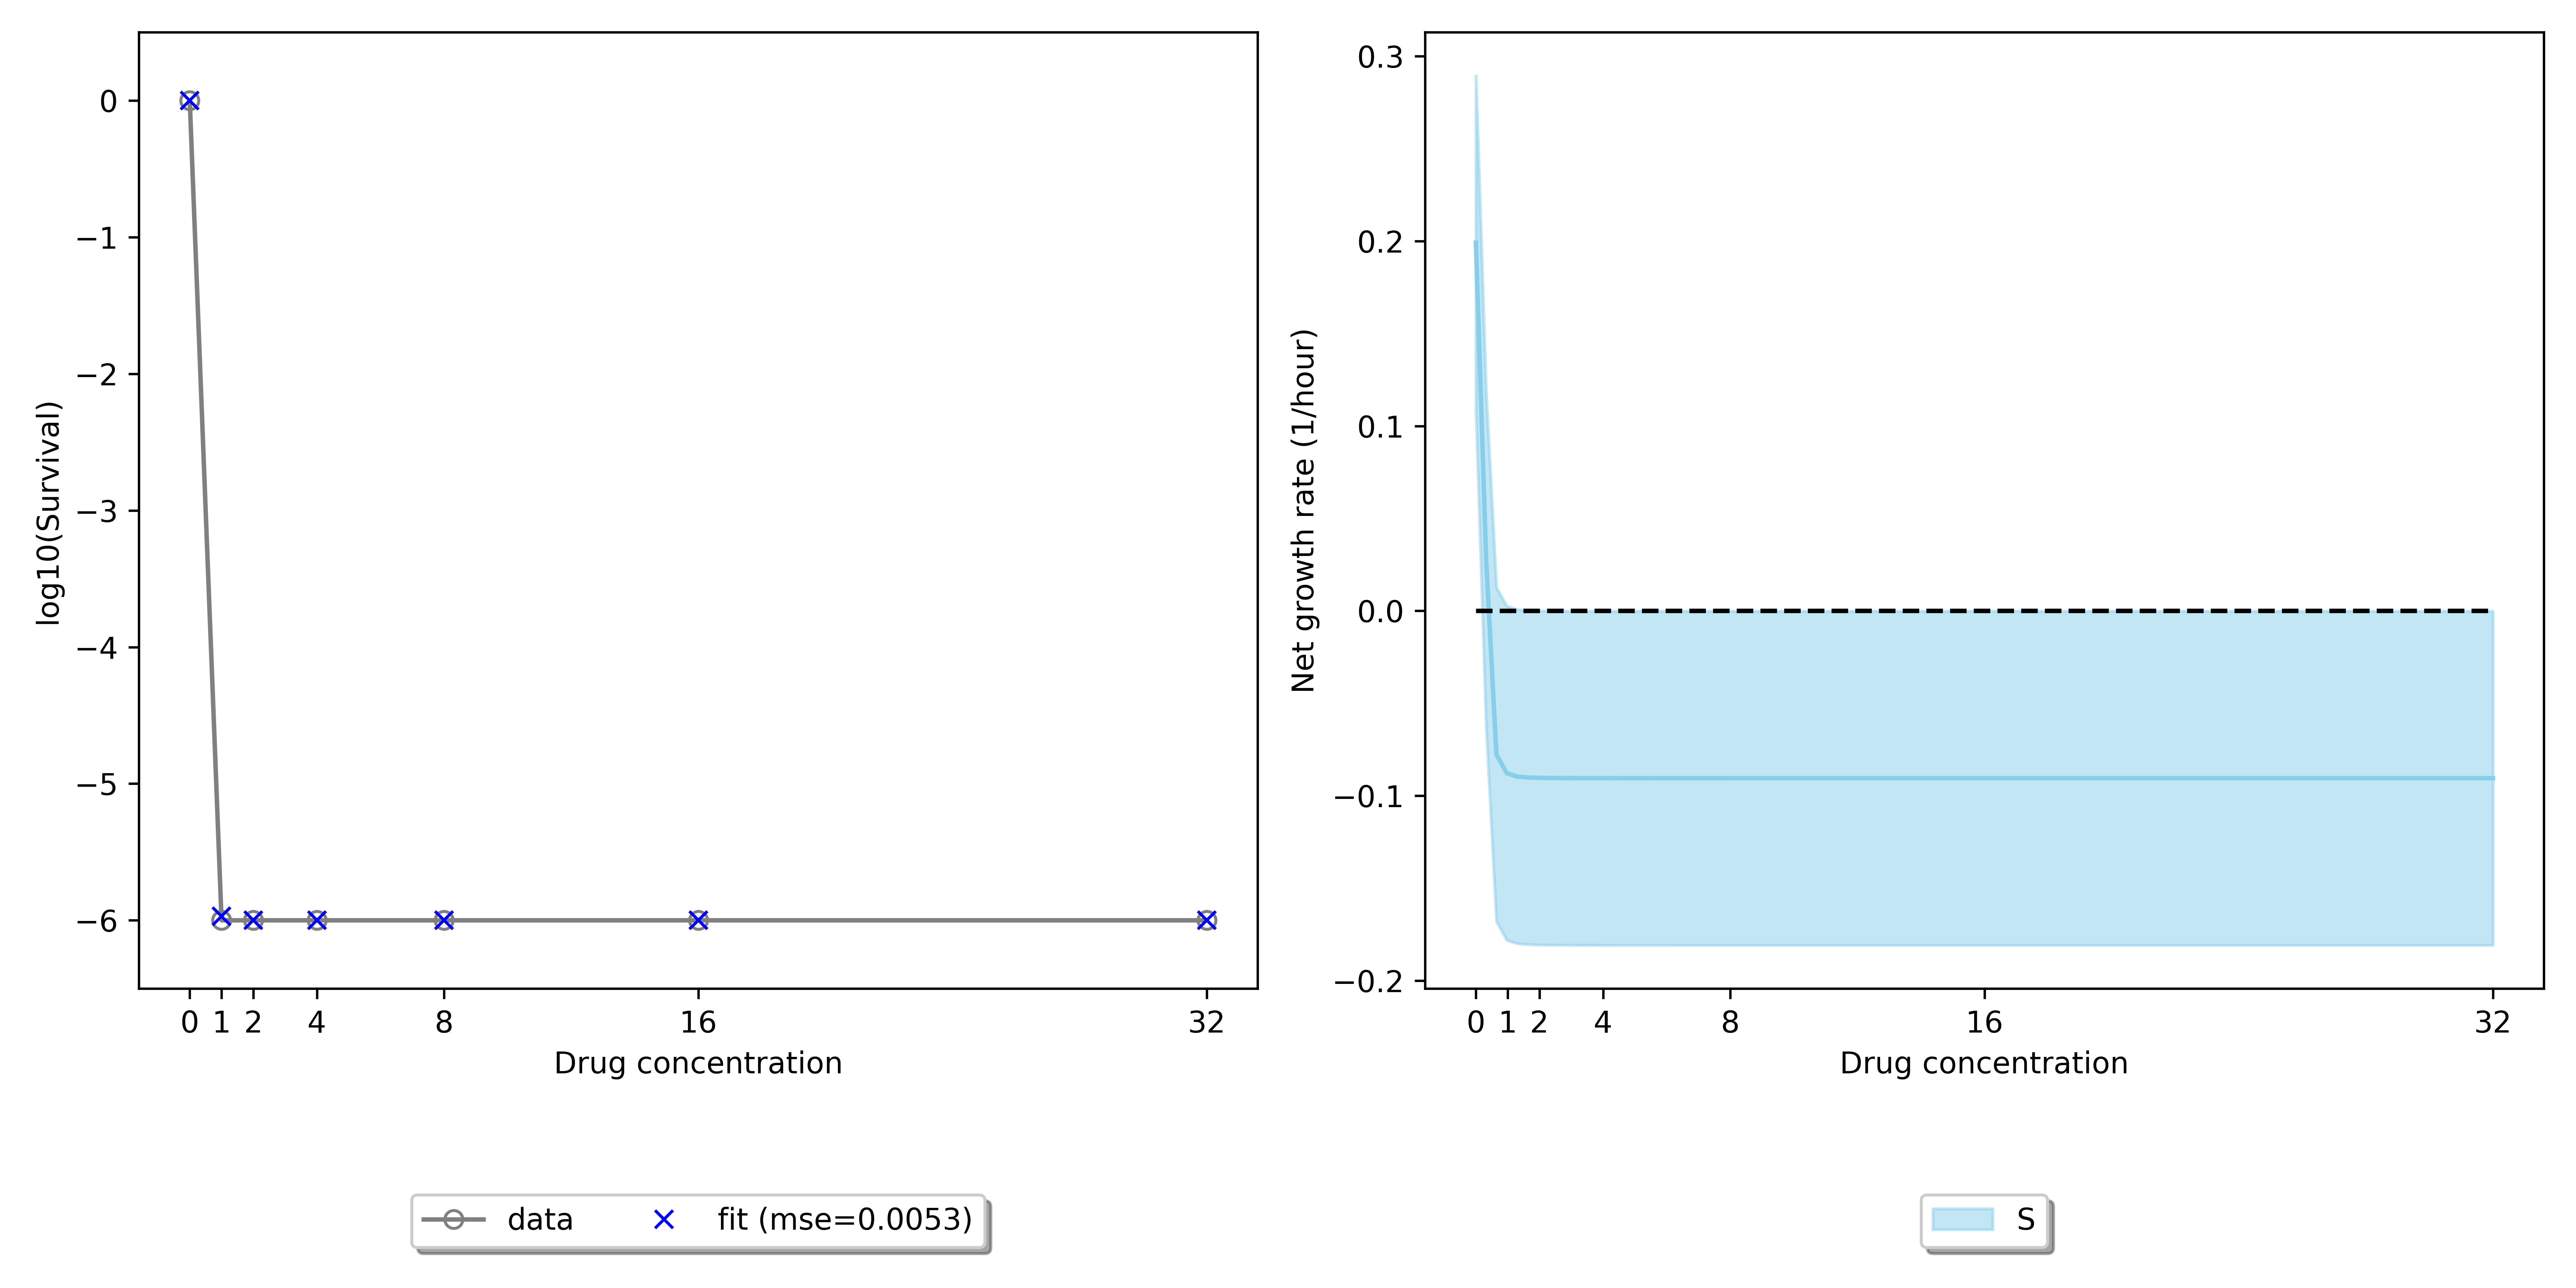 0
−1
−2
−3
−4
−5
−6
log10(Survival)
0 1 2 4 8 16 32
Drug concentration
data fit (mse=0.0053)
0.3
0.2
0.1
0.0
−0.1
−0.2
Net growth rate (1/hour)
0 1 2 4 8 16 32
Drug concentration
S